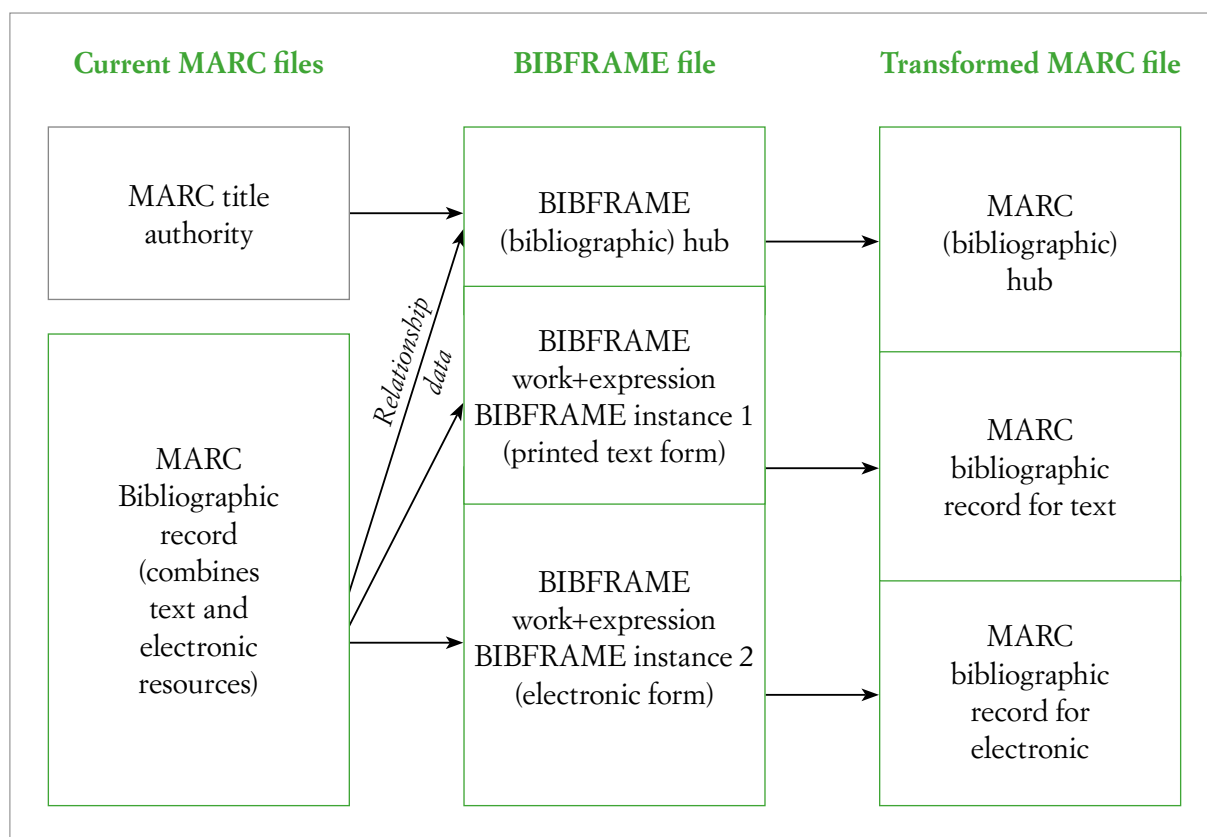 Current MARC files
BIBFRAME file
Transformed MARC file
MARC title
authority
BIBFRAME
(bibliographic) hub
MARC
(bibliographic)
hub
Relationship
data
MARC
Bibliographic
record
(combines
text and
electronic
resources)
BIBFRAME
work+expression
BIBFRAME instance 1
(printed text form)
MARC
bibliographic
record for text
BIBFRAME
work+expression
BIBFRAME instance 2
(electronic form)
MARC
bibliographic
record for
electronic